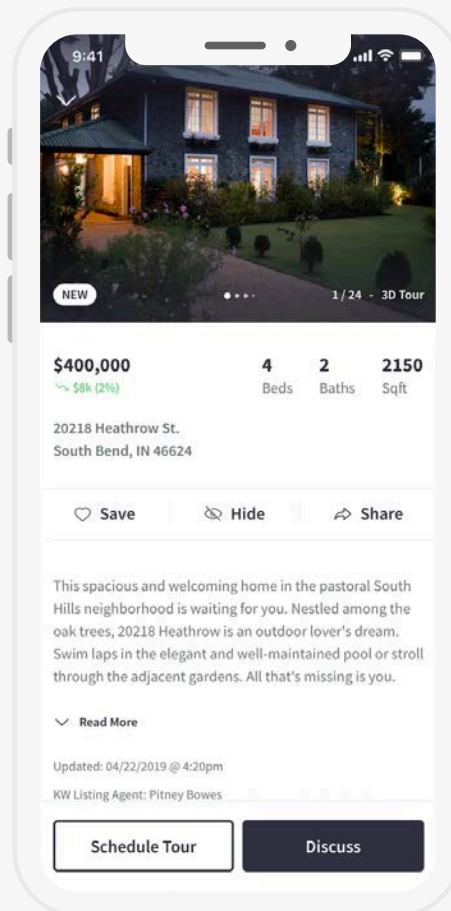 9:41
NEW
1/24 - 3D Tour
$400,000
4
2
2150
$8k (2%)
Beds
Baths
Sqft
20218 Heathrow St.
South Bend, IN 46624
Save
Hide
Share
This spacious and welcoming home in the pastoral South
Hills neighborhood is waiting for you. Nestled among the
oak trees, 20218 Heathrow is an outdoor lover's dream.
Swim laps in the elegant and well-maintained pool or stroll
through the adjacent gardens. All that's missing is you.
Read More
Updated: 04/22/2019 @ 4:20pm
KW Listing Agent: Pitney Bowes
Schedule Tour
Discuss